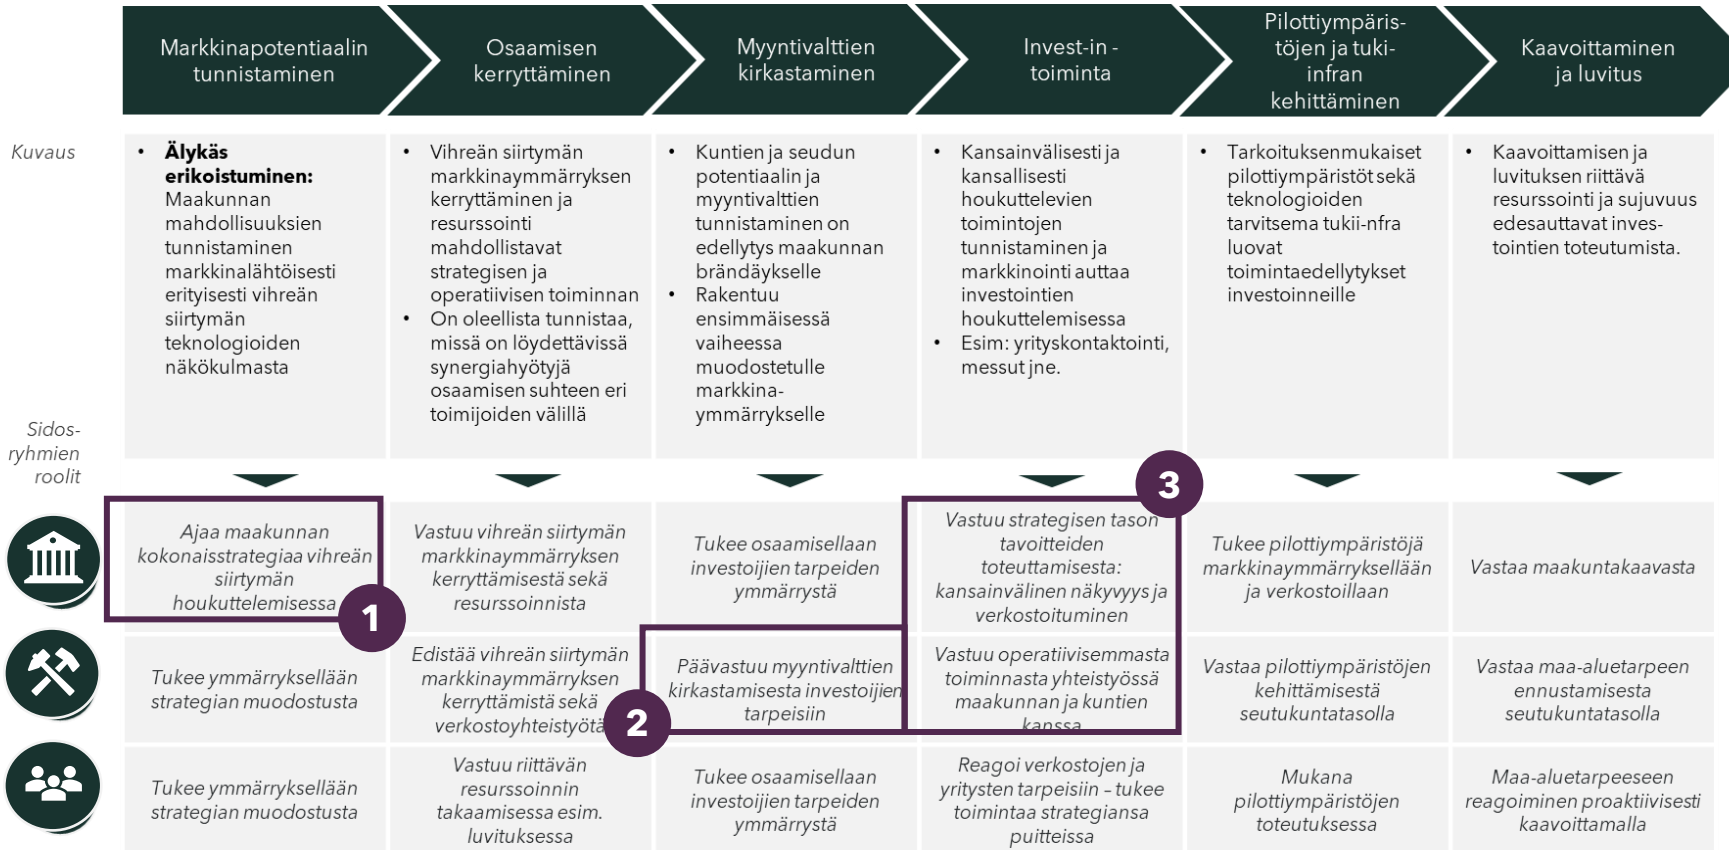 Markkinapotentiaalin
tunnistaminen
Osaamisen
kerryttäminen
Myyntivalttien
kirkastaminen
Invest-in -
toiminta
Pilottiympäris-
töjen ja tuki-
infran
kehittäminen
Kaavoittaminen
ja luvitus
Kuvaus
• Älykäs
erikoistuminen:
Maakunnan
mahdollisuuksien
tunnistaminen
markkinalähtöisesti
erityisesti vihreän
siirtymän
teknologioiden
näkökulmasta
• Vihreän siirtymän
markkinaymmärryksen
kerryttäminen ja
resurssointi
mahdollistavat
strategisen ja
operatiivisen toiminnan
• On oleellista tunnistaa,
missä on löydettävissä
synergiahyötyjä
osaamisen suhteen eri
toimijoiden välillä
• Kuntien ja seudun
potentiaalin ja
myyntivalttien
tunnistaminen on
edellytys maakunnan
brändäykselle
• Rakentuu
ensimmäisessä
vaiheessa
muodostetulle
markkina-
ymmärrykselle
• Kansainvälisesti ja
kansallisesti
houkuttelevien
toimintojen
tunnistaminen ja
markkinointi auttaa
investointien
houkuttelemisessa
• Esim: yrityskontaktointi,
messut jne.
• Tarkoituksenmukaiset
pilottiympäristöt sekä
teknologioiden
tarvitsema tukii-nfra
luovat
toimintaedellytykset
investoinneille
• Kaavoittamisen ja
luvituksen riittävä
resurssointi ja sujuvuus
edesauttavat inves-
tointien toteutumista.
Sidos-
ryhmien
roolit
Ajaa maakunnan
kokonaisstrategiaa vihreän
siirtymän
houkuttelemisessa
1
Vastuu vihreän siirtymän
markkinaymmärryksen
kerryttämisestä sekä
resurssoinnista
Tukee osaamisellaan
investoijien tarpeiden
ymmärrystä
3
Vastuu strategisen tason
tavoitteiden
toteuttamisesta:
kansainvälinen näkyvyys ja
verkostoituminen
Tukee pilottiympäristöjä
markkinaymmärryksellään
ja verkostoillaan
Vastaa maakuntakaavasta
Tukee ymmärryksellään
strategian muodostusta
Edistää vihreän siirtymän
markkinaymmärryksen
kerryttämistä sekä
verkostoyhteistyötä
2
Päävastuu myyntivalttien
kirkastamisesta investoijien
tarpeisiin
Vastuu operatiivisemmasta
toiminnasta yhteistyössä
maakunnan ja kuntien
kanssa
Vastaa pilottiympäristöjen
kehittämisestä
seutukuntatasolla
Vastaa maa-aluetarpeen
ennustamisesta
seutukuntatasolla
Tukee ymmärryksellään
strategian muodostusta
Vastuu riittävän
resurssoinnin
takaamisessa esim.
luvituksessa
Tukee osaamisellaan
investoijien tarpeiden
ymmärrystä
Reagoi verkostojen ja
yritysten tarpeisiin – tukee
toimintaa strategiansa
puitteissa
Mukana
pilottiympäristöjen
toteutuksessa
Maa-aluetarpeeseen
reagoiminen proaktiivisesti
kaavoittamalla